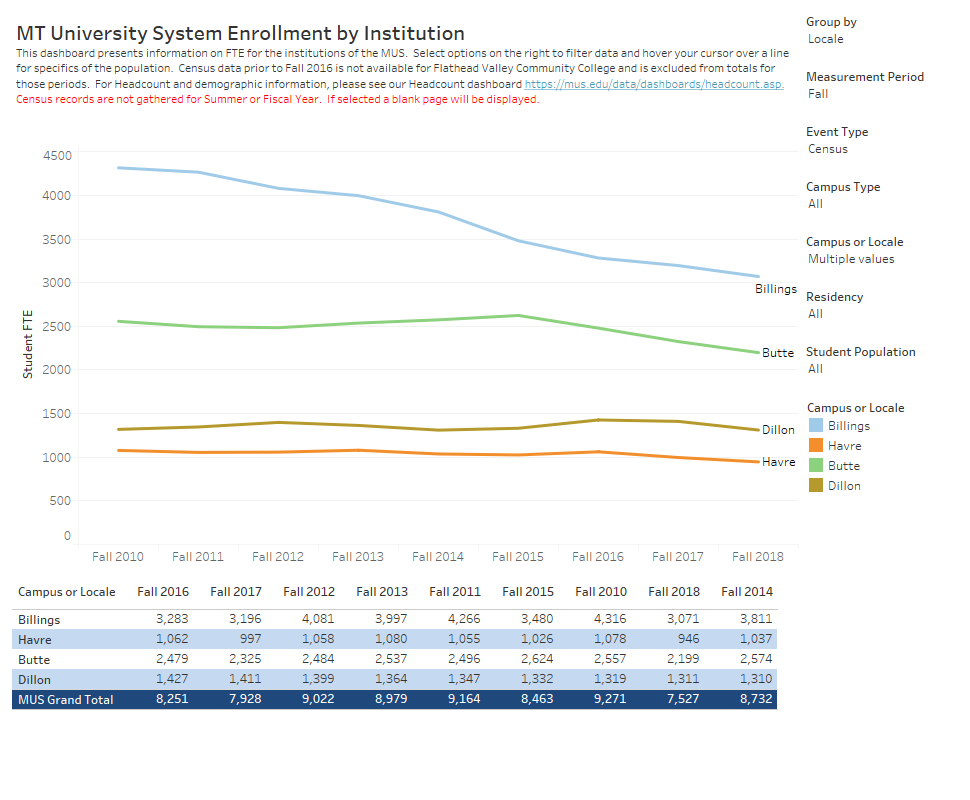 MT University System Enrollment by Institution
This dashboard presents information on FTE for the institutions of the MUS.  Select options on the right to filter data and hover your cursor over a line
for specifics of the population.  Census data prior to Fall 2016 is not available for Flathead Valley Community College and is excluded from totals for
those periods.  For Headcount and demographic information, please see our Headcount dashboard https://mus.edu/data/dashboards/headcount.asp.
Census records are not gathered for Summer or Fiscal Year.  If selected a blank page will be displayed.
Group by
Locale
Measurement Period
Fall
Event Type
Census
Campus Type
All
Campus or Locale
Multiple values
Residency
All
Student Population
All
Campus or Locale
Billings
Havre
Butte
Dillon
Student FTE
4500
4000
3500
3000
2500
2000
1500
1000
500
0
Billings
Butte
Dillon
Havre
Fall 2010 Fall 2011 Fall 2012 Fall 2013 Fall 2014 Fall 2015 Fall 2016 Fall 2017 Fall 2018
Campus or Locale Fall 2016 Fall 2017 Fall 2012 Fall 2013 Fall 2011 Fall 2015 Fall 2010 Fall 2018 Fall 2014
Billings 3,283 3,196 4,081 3,997 4,266 3,480 4,316 3,071 3,811
Havre 1,062 997 1,058 1,080 1,055 1,026 1,078 946 1,037
Butte 2,479 2,325 2,484 2,537 2,496 2,624 2,557 2,199 2,574
Dillon 1,427 1,411 1,399 1,364 1,347 1,332 1,319 1,311 1,310
MUS Grand Total 8,251 7,928 9,022 8,979 9,164 8,463 9,271 7,527 8,732